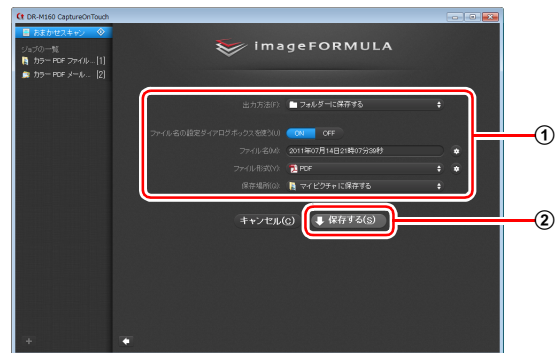 DR-M160 CaptureOnTouch
おまかせスキャン
ジョブの一覧
カラー PDF ファイル... [1]
カラー PDF メール... [2]
imageFORMULA
出力方法(F) フォルダーに保存する
ファイル名の設定ダイアログボックスを使う(U) ON OFF
ファイル名(M) 2011年07月14日21時07分39秒
ファイル形式(Y) PDF
保存場所(Q) マイピクチャに保存する
キャンセル(C) 保存する(S)
①
②